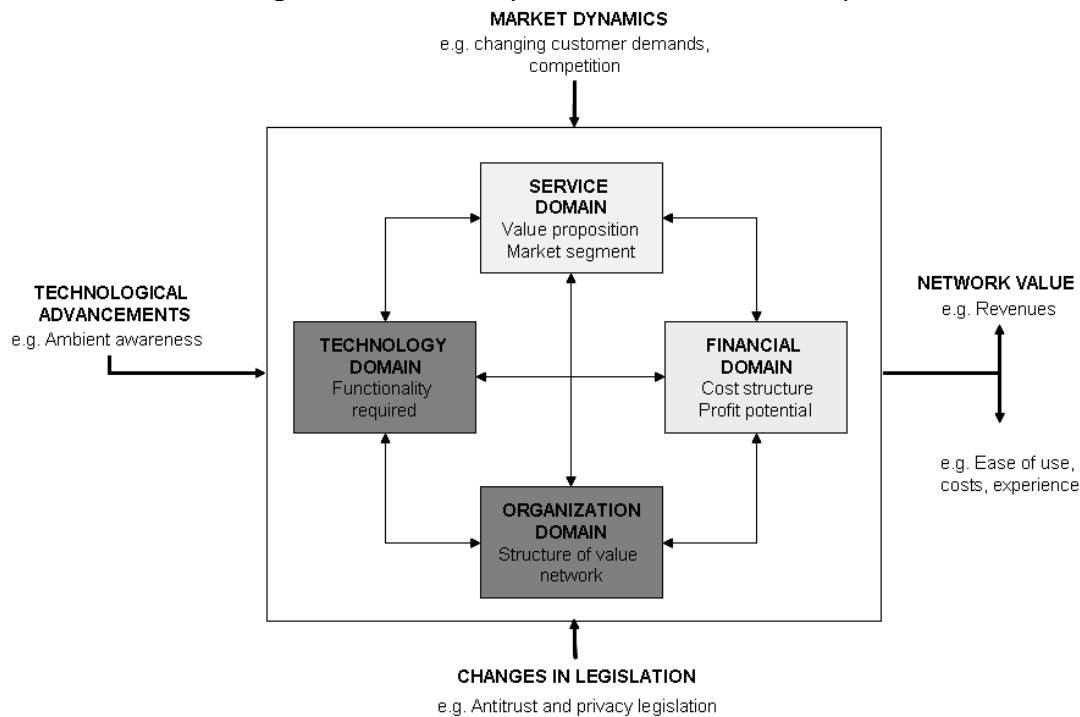 MARKET DYNAMICS
e.g. changing customer demands,
competition
SERVICE
DOMAIN
Value proposition
Market segment
TECHNOLOGICAL
ADVANCEMENTS
e.g. Ambient awareness
TECHNOLOGY
DOMAIN
Functionality
required
FINANCIAL
DOMAIN
Cost structure
Profit potential
NETWORK VALUE
e.g. Revenues
e.g. Ease of use,
costs, experience
ORGANIZATION
DOMAIN
Structure of value
network
CHANGES IN LEGISLATION
e.g. Antitrust and privacy legislation